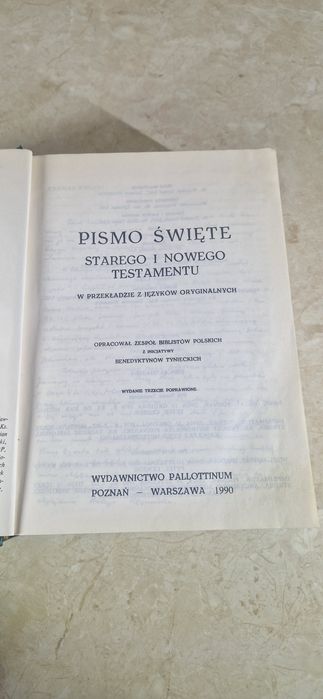 PISMO ŚWIĘTE
STAREGO I NOWEGO
TESTAMENTU
W PRZEKŁADZIE Z JĘZYKÓW ORYGINALNYCH
OPRACOWAŁ ZESPÓŁ BIBLISTÓW POLSKICH
Z INICJATYWY
BENEDYKTYNÓW TYNIECKICH
WYDANIE TRZECIE POPRAWIONE
WYDAWNICTWO PALLOTTINUM
POZNAŃ – WARSZAWA 1990